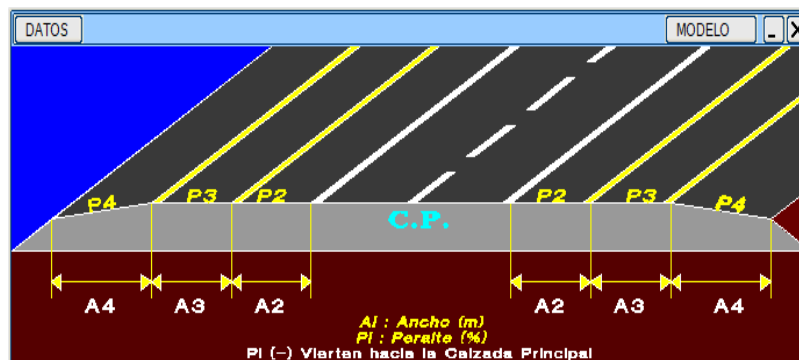 DATOS MODELO
P4 P3 P2 P2 P3 P4
C.P.
A4 A3 A2 A2 A3 A4
Ai : Ancho (m)
Pi : Peralte (%)
Pi (-) Vierten hacia la Calzada Principal